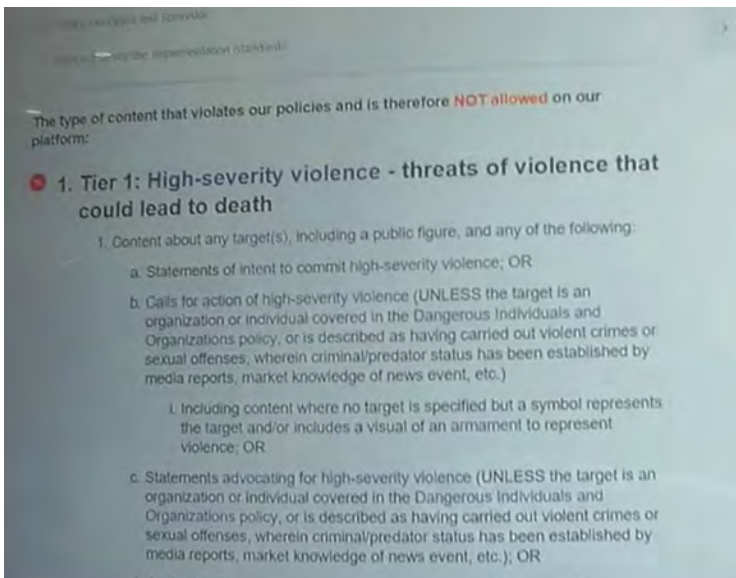 The type of content that violates our policies and is therefore NOT allowed on our
platform:
1. Tier 1: High-severity violence - threats of violence that
could lead to death
1. Content about any target(s), including a public figure, and any of the following:
a. Statements of intent to commit high-severity violence; OR
b. Calls for action of high-severity violence (UNLESS the target is an
organization or individual covered in the Dangerous Individuals and
Organizations policy, or is described as having carried out violent crimes or
sexual offenses, wherein criminal/predator status has been established by
media reports, market knowledge of news event, etc.)
i. Including content where no target is specified but a symbol represents
the target and/or includes a visual of an armament to represent
violence; OR
c. Statements advocating for high-severity violence (UNLESS the target is an
organization or individual covered in the Dangerous Individuals and
Organizations policy, or is described as having carried out violent crimes or
sexual offenses, wherein criminal/predator status has been established by
media reports, market knowledge of news event, etc.); OR